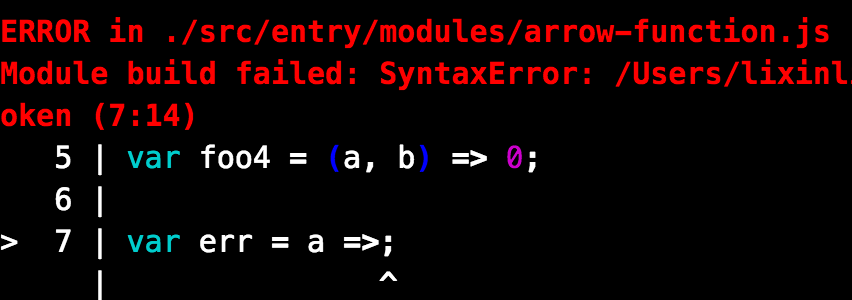 ERROR in ./src/entry/modules/arrow-function.js
Module build failed: SyntaxError: /Users/lixinl
oken (7:14)
  5 | var foo4 = (a, b) => 0;
  6 |
> 7 | var err = a =>;
    |               ^